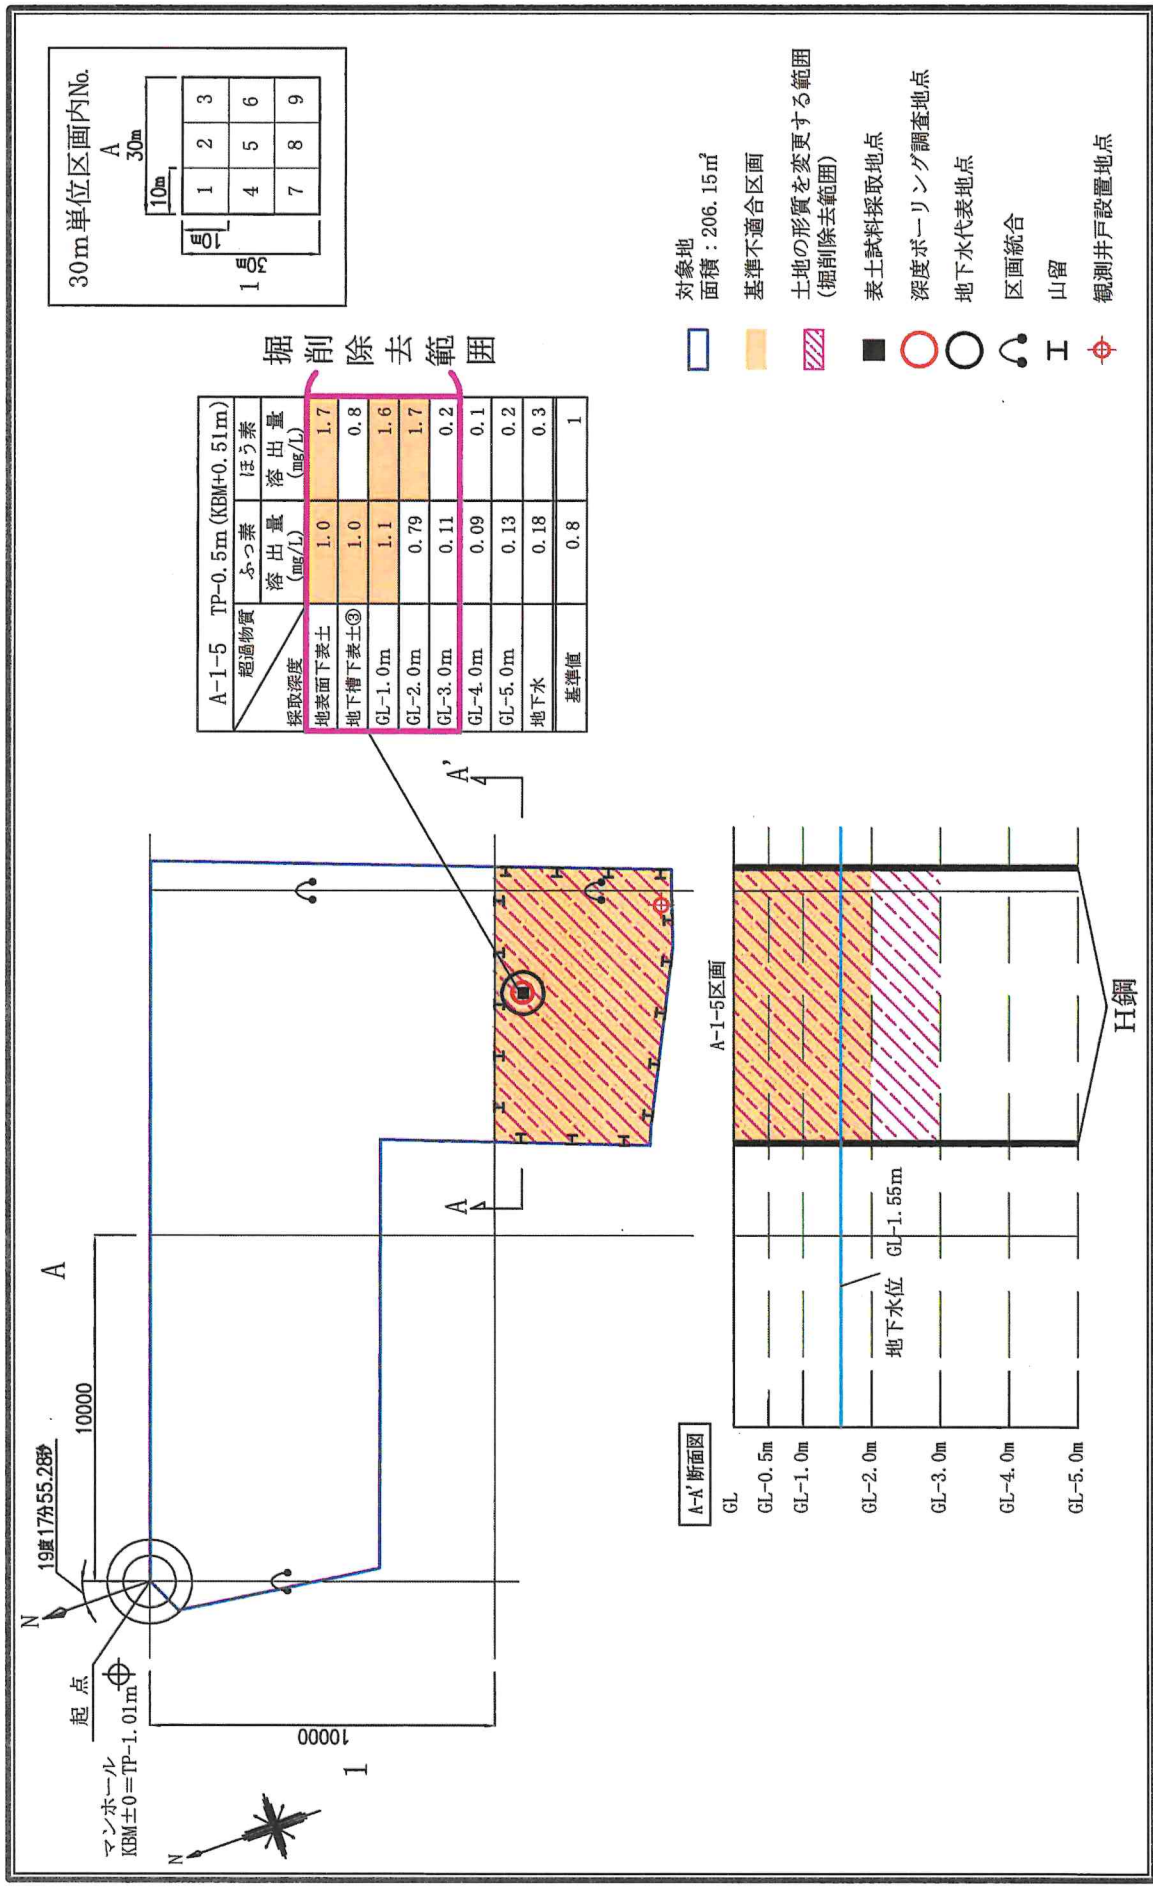 マンホール
KBM±0=TP-1.01m
起点
N
19度17分55.28秒
N
10000
A
10000
1
A
A'
30m単位区画内No.
A
30m
10m
1
30m
10m
1 2 3
4 5 6
7 8 9
A-1-5 TP-0.5m(KBM+0.51m)
超過物質 ふっ素 ほう素
採取深度 溶出量 溶出量
(mg/L) (mg/L)
地表面下表土 1.0 1.7
地下槽下表土③ 1.0 0.8
GL-1.0m 1.1 1.6
GL-2.0m 0.79 1.7
GL-3.0m 0.11 0.2
GL-4.0m 0.09 0.1
GL-5.0m 0.13 0.2
地下水 0.18 0.3
基準値 0.8 1
掘削除去範囲
A-A'断面図
A-1-5区画
GL
GL-0.5m
GL-1.0m
GL-2.0m
GL-3.0m
GL-4.0m
GL-5.0m
地下水位 GL-1.55m
H鋼
対象地
面積：206.15㎡
基準不適合区画
土地の形質を変更する範囲
(掘削除去範囲)
表土試料採取地点
深度ボーリング調査地点
地下水代表地点
区画統合
山留
観測井戸設置地点